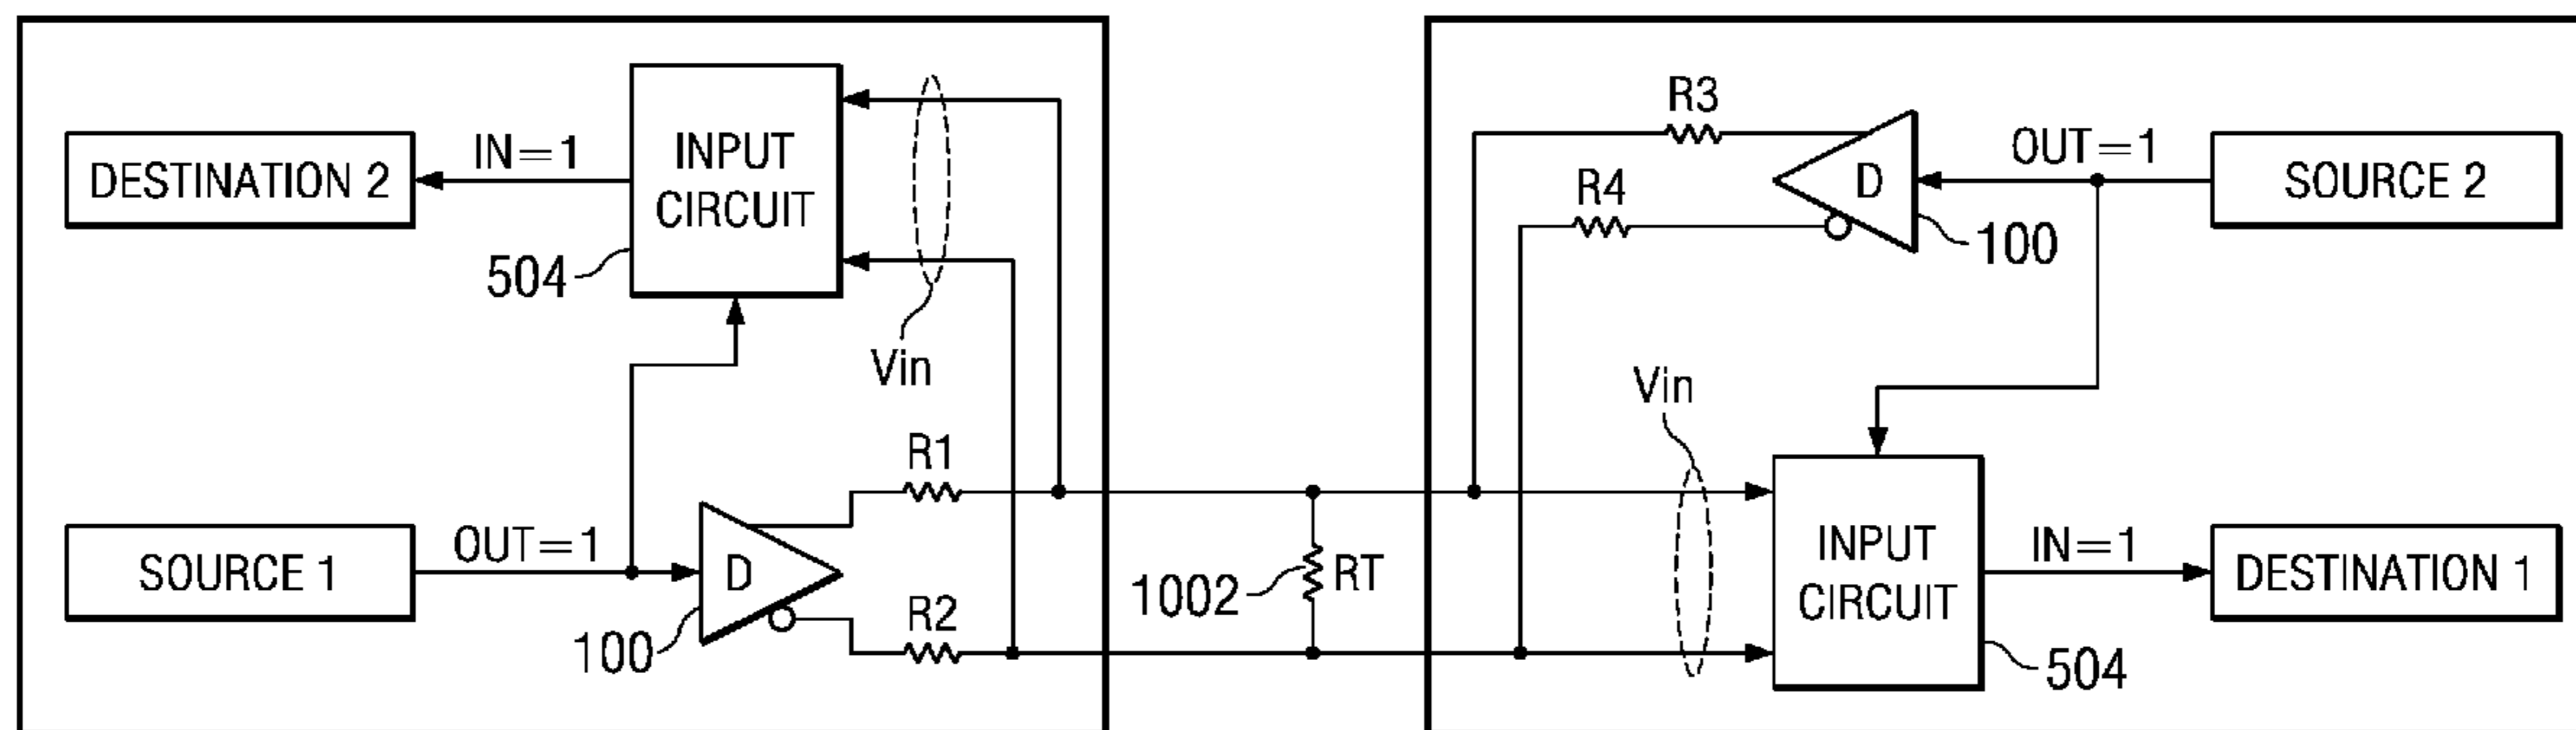 DESTINATION 2
IN=1
INPUT
CIRCUIT
504
Vin
SOURCE 1
OUT=1
D
100
R1
R2
1002
RT
R3
R4
D
100
OUT=1
SOURCE 2
Vin
INPUT
CIRCUIT
504
IN=1
DESTINATION 1